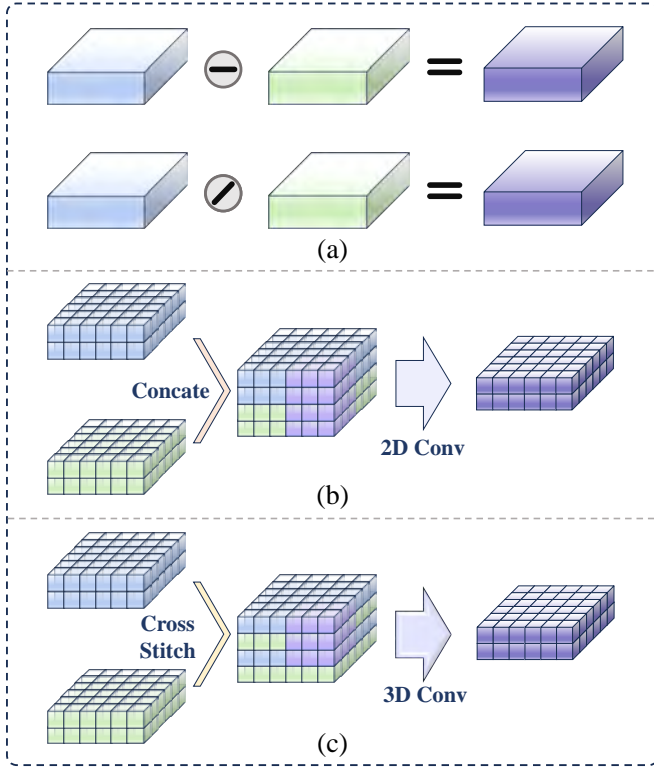 (a)
Concate
2D Conv
(b)
Cross
Stitch
3D Conv
(c)